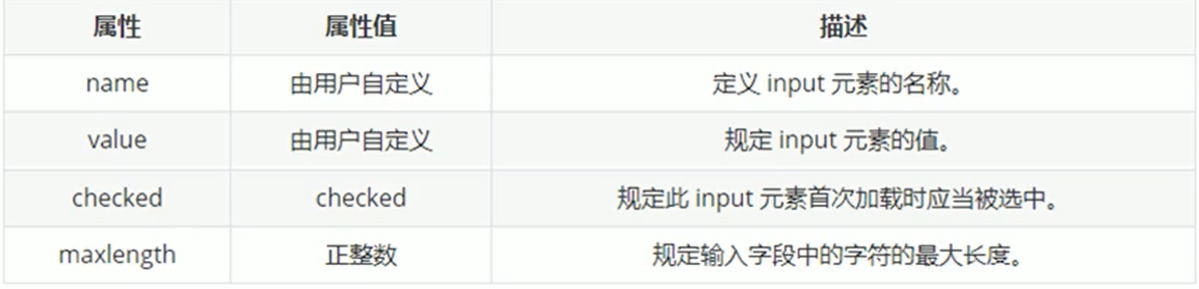 属性 属性值 描述
name 由用户自定义 定义 input 元素的名称。
value 由用户自定义 规定 input 元素的值。
checked checked 规定此 input 元素首次加载时应当被选中。
maxlength 正整数 规定输入字段中的字符的最大长度。